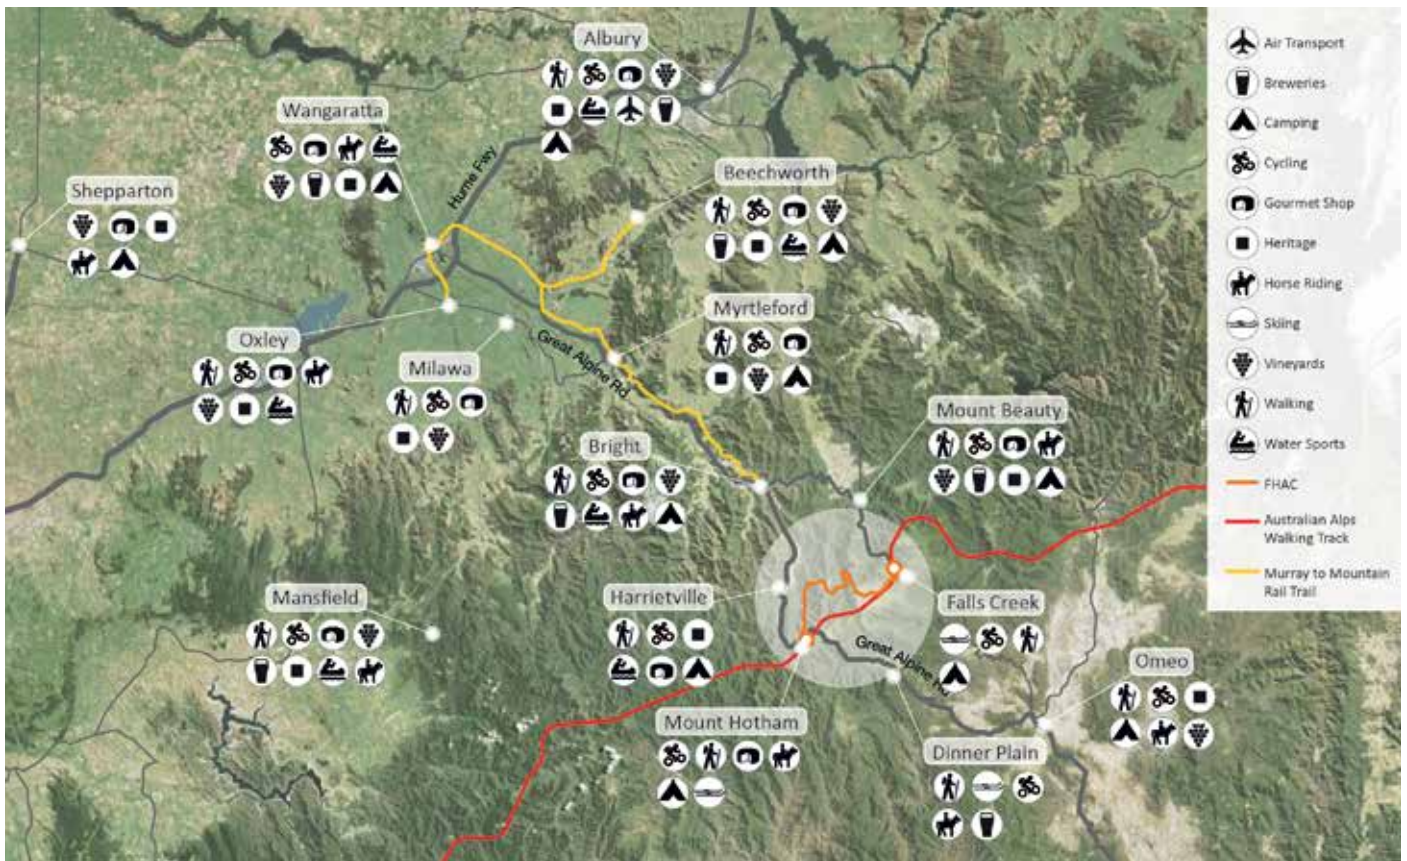 Albury
Wangaratta
Hume Fwy
Beechworth
Shepparton
Myrtleford
Oxley
Great Alpine Rd
Milawa
Mount Beauty
Bright
Mansfield
Harrietville
Falls Creek
Great Alpine Rd
Omeo
Mount Hotham
Dinner Plain
Air Transport
Breweries
Camping
Cycling
Gourmet Shop
Heritage
Horse Riding
Skiing
Vineyards
Walking
Water Sports
FHAC
Australian Alps
Walking Track
Murray to Mountain
Rail Trail